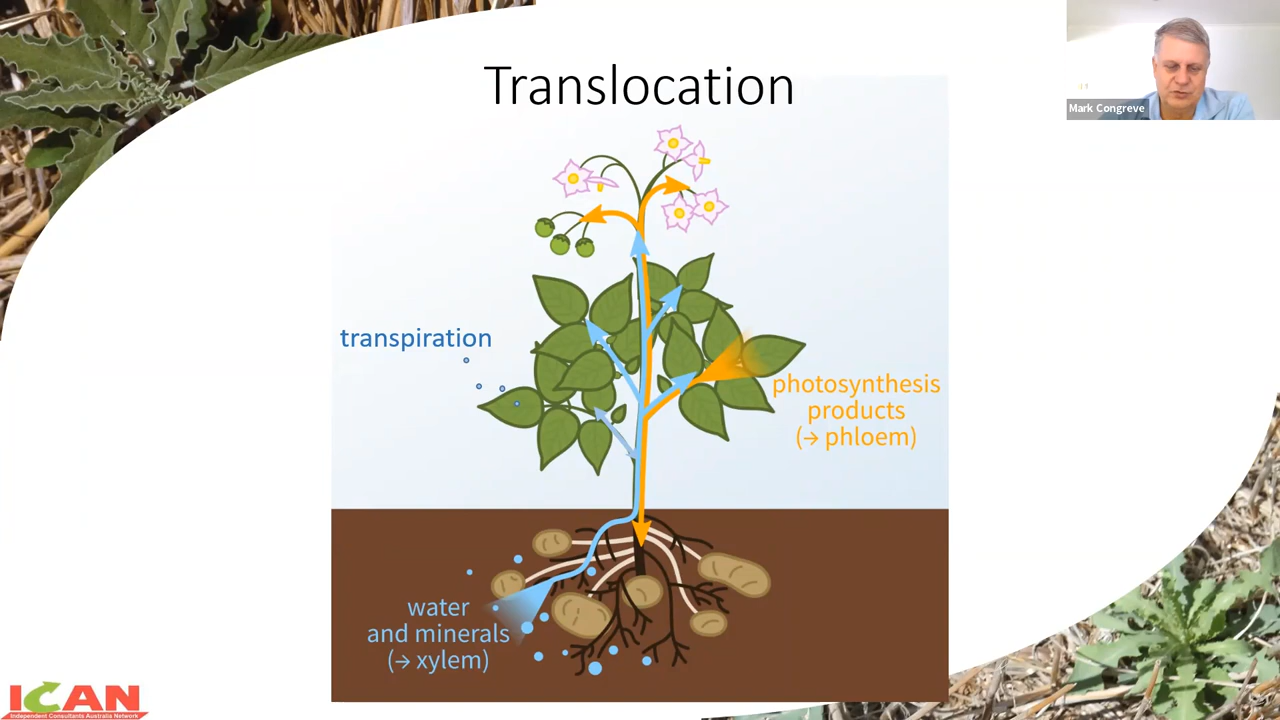 Translocation
Mark Congreve
transpiration
photosynthesis
products
(→ phloem)
water
and minerals
(→ xylem)
ICAN
Independent Consultants Australia Network